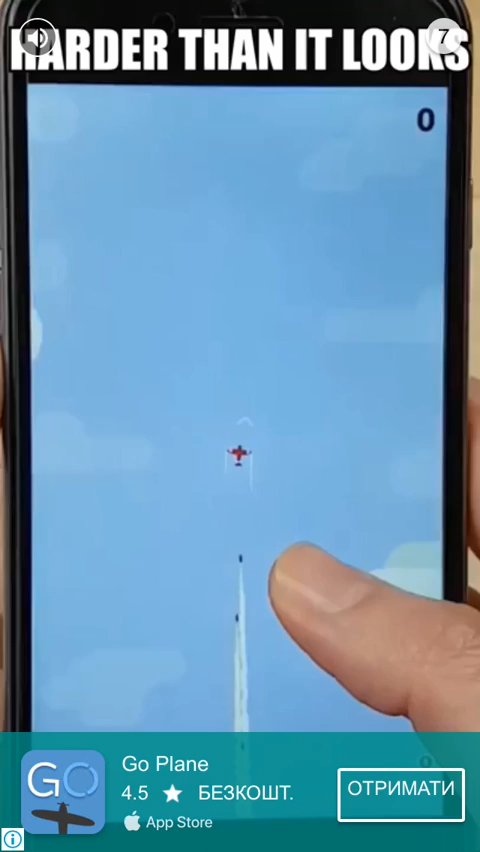 HARDER THAN IT LOOKS
7
0
GO
Go Plane
4.5 ★ БЕЗКОШТ.
App Store
ОТРИМАТИ